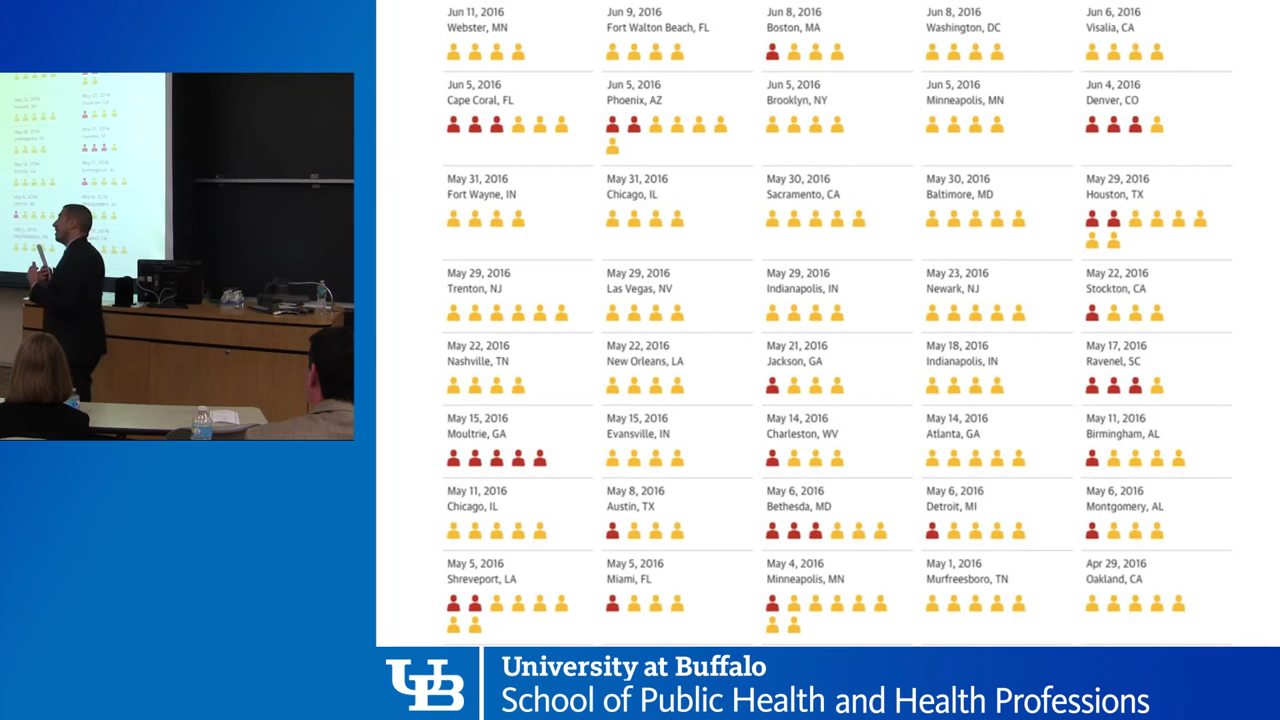 Jun 11, 2016
Webster, MN
Jun 9, 2016
Fort Walton Beach, FL
Jun 8, 2016
Boston, MA
Jun 8, 2016
Washington, DC
Jun 6, 2016
Visalia, CA
Jun 5, 2016
Cape Coral, FL
Jun 5, 2016
Phoenix, AZ
Jun 5, 2016
Brooklyn, NY
Jun 5, 2016
Minneapolis, MN
Jun 4, 2016
Denver, CO
May 31, 2016
Fort Wayne, IN
May 31, 2016
Chicago, IL
May 30, 2016
Sacramento, CA
May 30, 2016
Baltimore, MD
May 29, 2016
Houston, TX
May 29, 2016
Trenton, NJ
May 29, 2016
Las Vegas, NV
May 29, 2016
Indianapolis, IN
May 23, 2016
Newark, NJ
May 22, 2016
Stockton, CA
May 22, 2016
Nashville, TN
May 22, 2016
New Orleans, LA
May 21, 2016
Jackson, GA
May 18, 2016
Indianapolis, IN
May 17, 2016
Ravenel, SC
May 15, 2016
Moultrie, GA
May 15, 2016
Evansville, IN
May 14, 2016
Charleston, WV
May 14, 2016
Atlanta, GA
May 11, 2016
Birmingham, AL
May 11, 2016
Chicago, IL
May 8, 2016
Austin, TX
May 6, 2016
Bethesda, MD
May 6, 2016
Detroit, MI
May 6, 2016
Montgomery, AL
May 5, 2016
Shreveport, LA
May 5, 2016
Miami, FL
May 4, 2016
Minneapolis, MN
May 1, 2016
Murfreesboro, TN
Apr 29, 2016
Oakland, CA
UB
University at Buffalo
School of Public Health and Health Professions